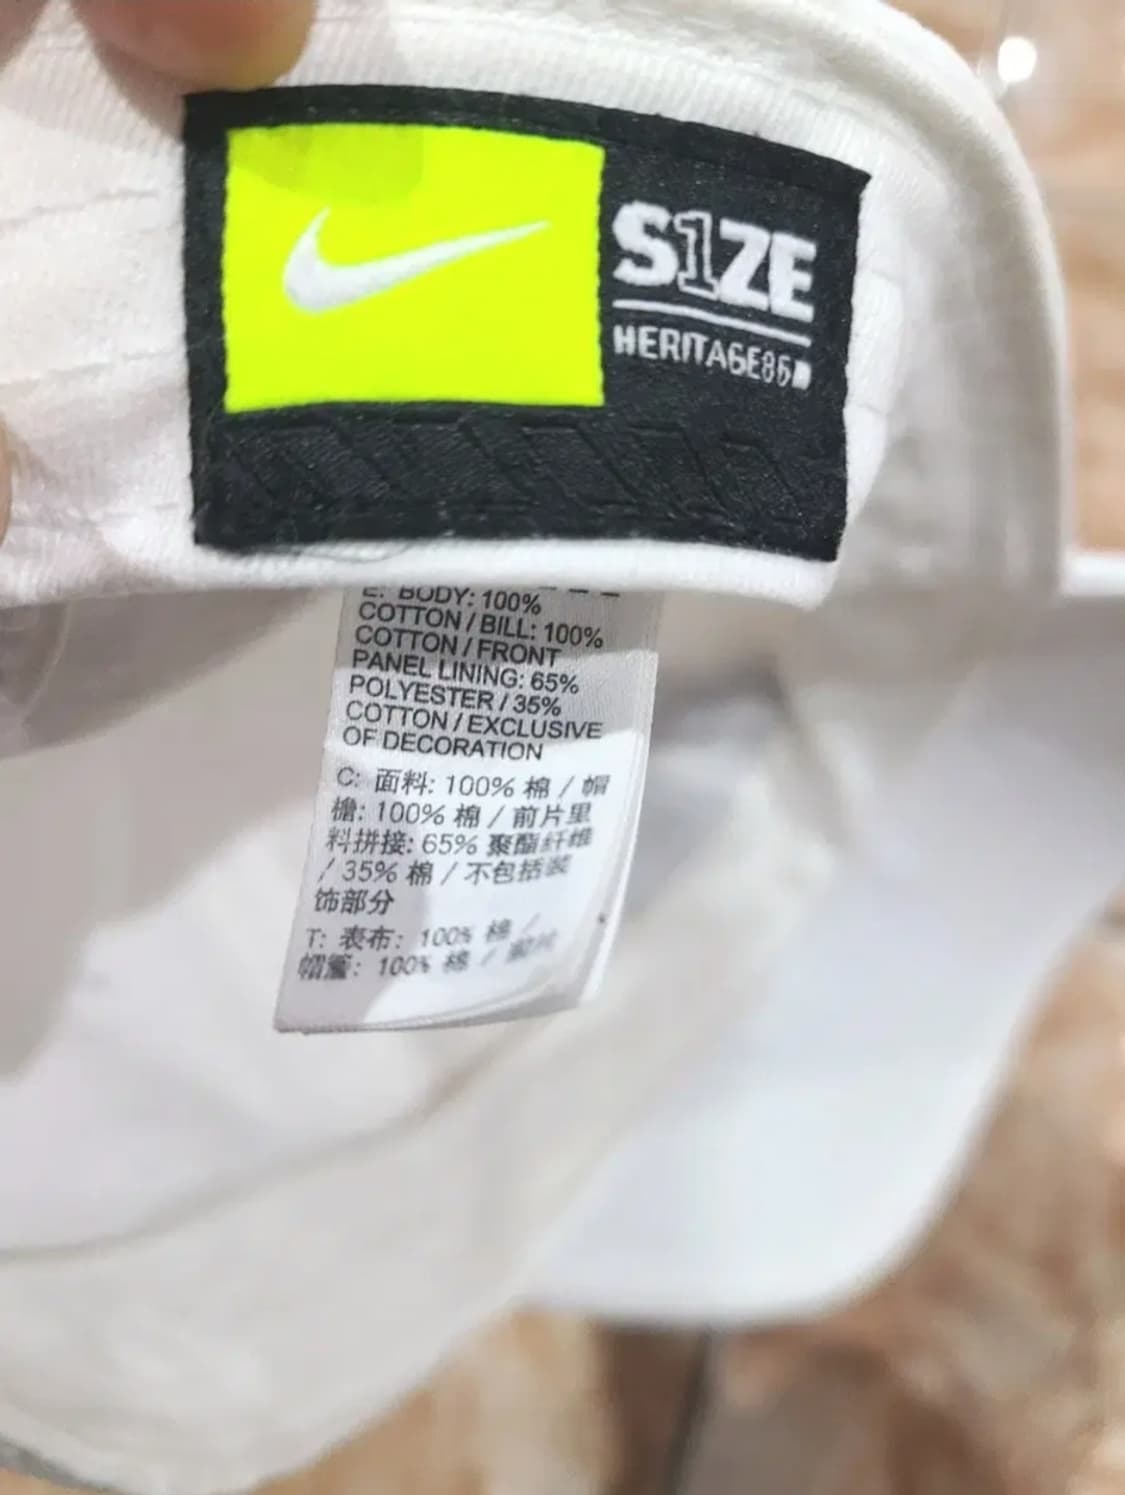 S1ZE
HERITAGE86
E: BODY: 100%
COTTON / BILL: 100%
COTTON / FRONT
PANEL LINING: 65%
POLYESTER / 35%
COTTON / EXCLUSIVE
OF DECORATION
C: 面料: 100% 棉 / 帽
檐: 100% 棉 / 前片里
料拼接: 65% 聚酯纤维
/ 35% 棉 / 不包括装
饰部分
T: 表布: 100% 棉 /
帽簷: 100% 棉 /